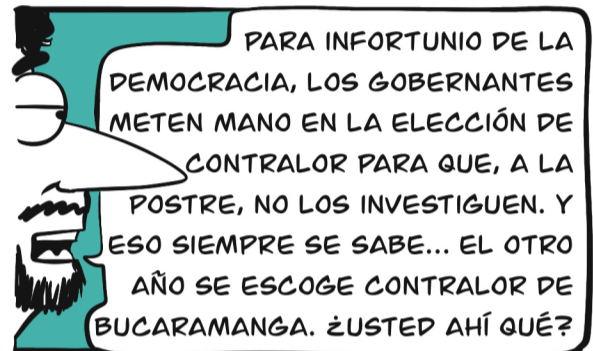 PARA INFORTUNIO DE LA
DEMOCRACIA, LOS GOBERNANTES
METEN MANO EN LA ELECCIÓN DE
CONTRALOR PARA QUE, A LA
POSTRE, NO LOS INVESTIGUEN. Y
ESO SIEMPRE SE SABE... EL OTRO
AÑO SE ESCOGE CONTRALOR DE
BUCARAMANGA. ¿USTED AHÍ QUÉ?